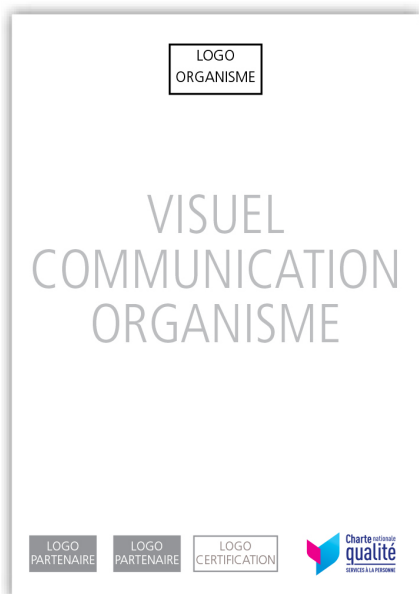 LOGO
ORGANISME
VISUEL
COMMUNICATION
ORGANISME
LOGO
PARTENAIRE
LOGO
PARTENAIRE
LOGO
CERTIFICATION
Charte nationale
qualité
SERVICES À LA PERSONNE